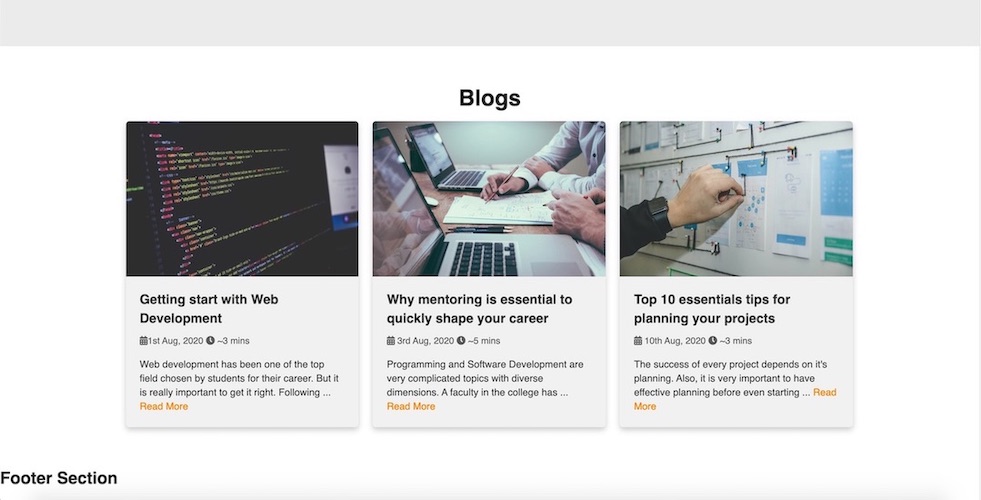 Blogs
Getting start with Web
Development
1st Aug, 2020 ~3 mins
Web development has been one of the top
field chosen by students for their career. But it
is really important to get it right. Following ...
Read More
Why mentoring is essential to
quickly shape your career
3rd Aug, 2020 ~5 mins
Programming and Software Development are
very complicated topics with diverse
dimensions. A faculty in the college has ...
Read More
Top 10 essentials tips for
planning your projects
10th Aug, 2020 ~3 mins
The success of every project depends on it's
planning. Also, it is very important to have
effective planning before even starting ... Read
More
Footer Section